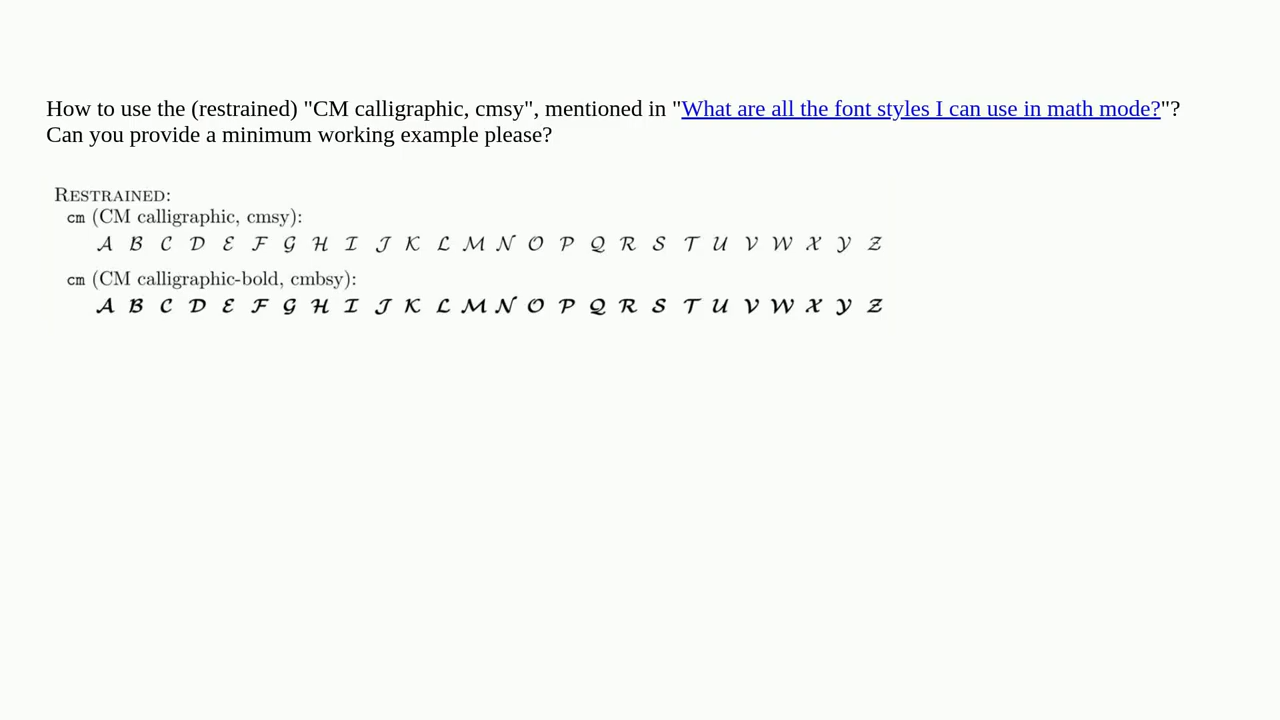 How to use the (restrained) "CM calligraphic, cmsy", mentioned in "What are all the font styles I can use in math mode?"?
Can you provide a minimum working example please?
RESTRAINED:
cm (CM calligraphic, cmsy):
𝒜 ℬ 𝒞 𝒟 ℰ ℱ 𝒢 ℋ ℐ 𝒥 𝒦 ℒ ℳ 𝒩 𝒪 𝒫 𝒬 ℛ 𝒮 𝒯 𝒰 𝒱 𝒲 𝒳 𝒴 𝒵
cm (CM calligraphic-bold, cmbsy):
𝓐 𝓑 𝓒 𝓓 𝓔 𝓕 𝓖 𝓗 𝓘 𝓙 𝓚 𝓛 𝓜 𝓝 𝓞 𝓟 𝓠 𝓡 𝓢 𝓣 𝓤 𝓥 𝓦 𝓧 𝓨 𝓩